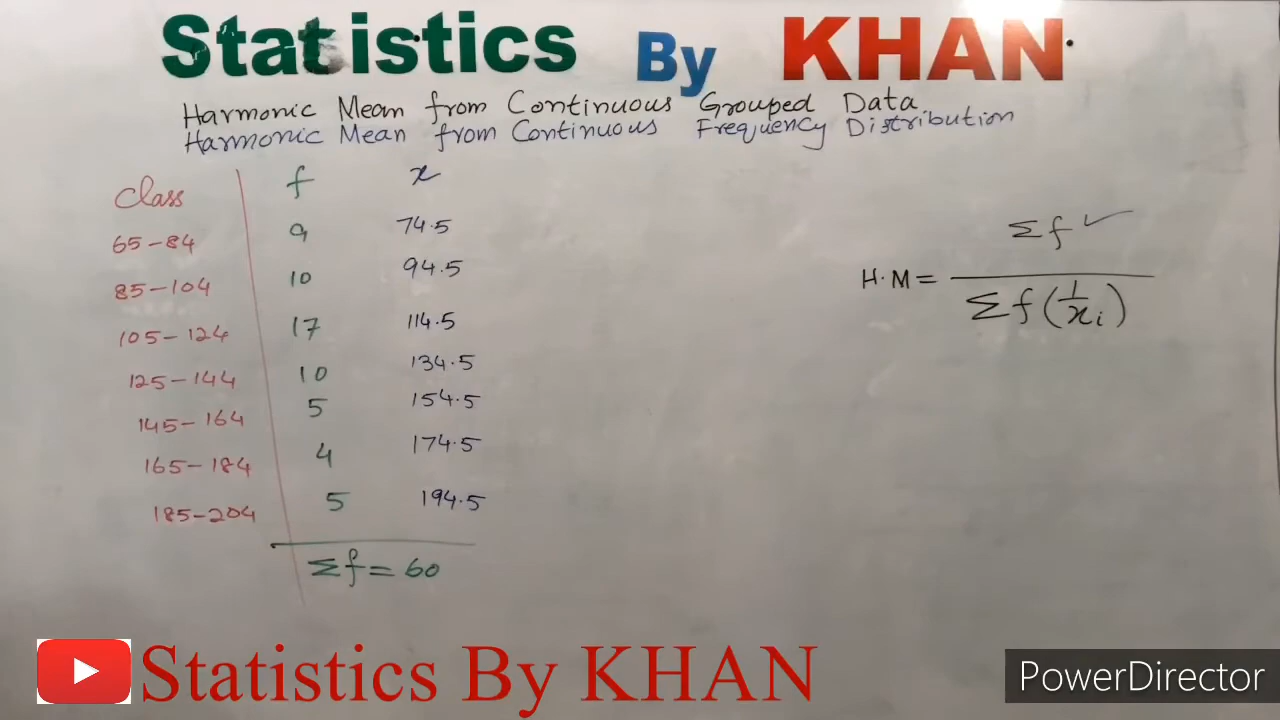 Statistics By KHAN
Harmonic Mean from Continuous Grouped Data
Harmonic Mean from Continuous Frequency Distribution
Class f x
65-84 9 74.5
85-104 10 94.5
105-124 17 114.5
125-144 10 134.5
145-164 5 154.5
165-184 4 174.5
185-204 5 194.5
Σf = 60
H.M = Σf ✓ / Σf(1/xi)
Statistics By KHAN
PowerDirector